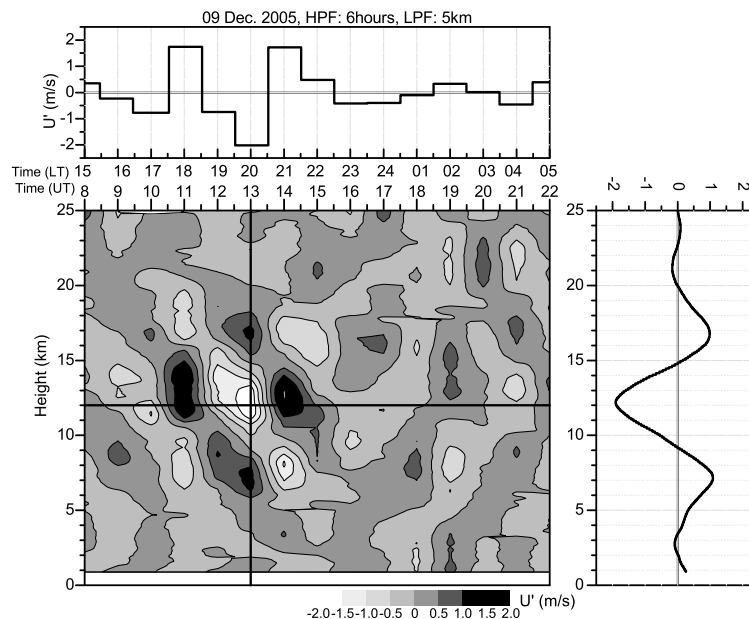 09 Dec. 2005, HPF: 6hours, LPF: 5km
2
1
0
-1
-2
U' (m/s)
Time (LT) 15 16 17 18 19 20 21 22 23 24 01 02 03 04 05
Time (UT) 8 9 10 11 12 13 14 15 16 17 18 19 20 21 22
-2 -1 0 1 2
25 25
20 20
15 15
10 10
5 5
0 0
Height (km)
-2.0 -1.5 -1.0 -0.5 0 0.5 1.0 1.5 2.0 U' (m/s)